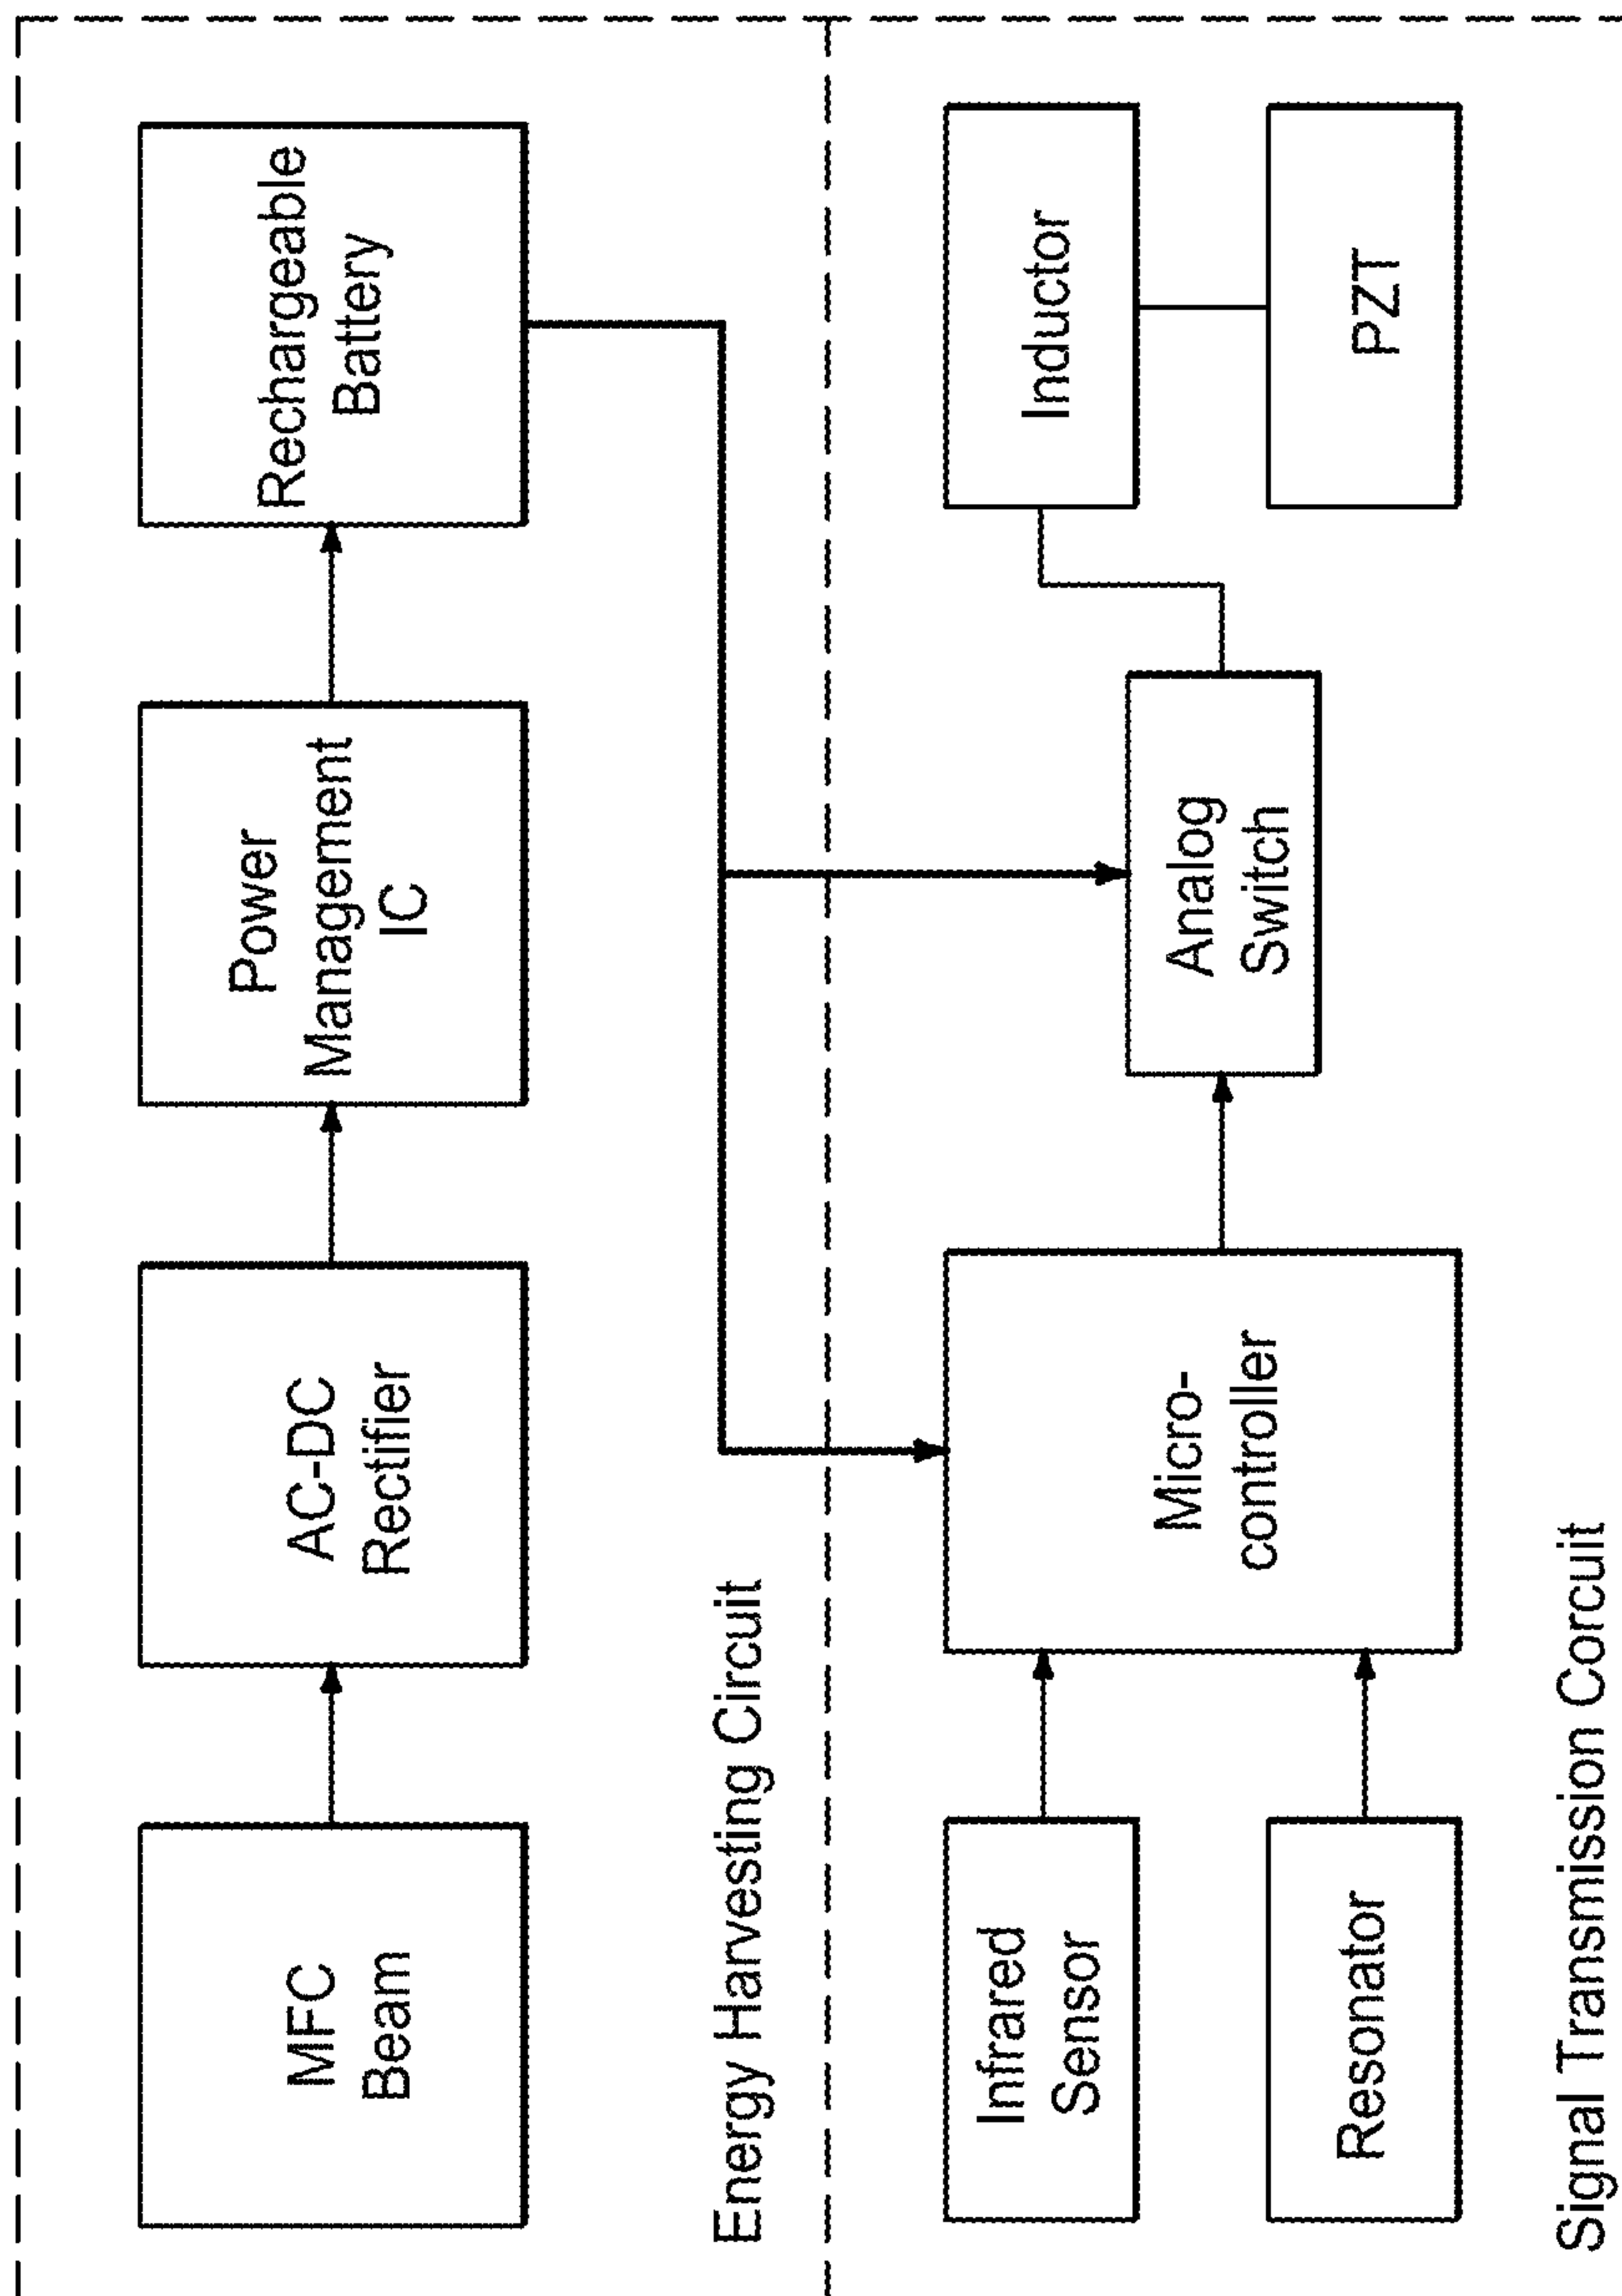 MFC
Beam
AC-DC
Rectifier
Power
Management
IC
Rechargeable
Battery
Energy Harvesting Circuit
Infrared
Sensor
Resonator
Micro-
controller
Analog
Switch
Inductor
PZT
Signal Transmission Corcuit